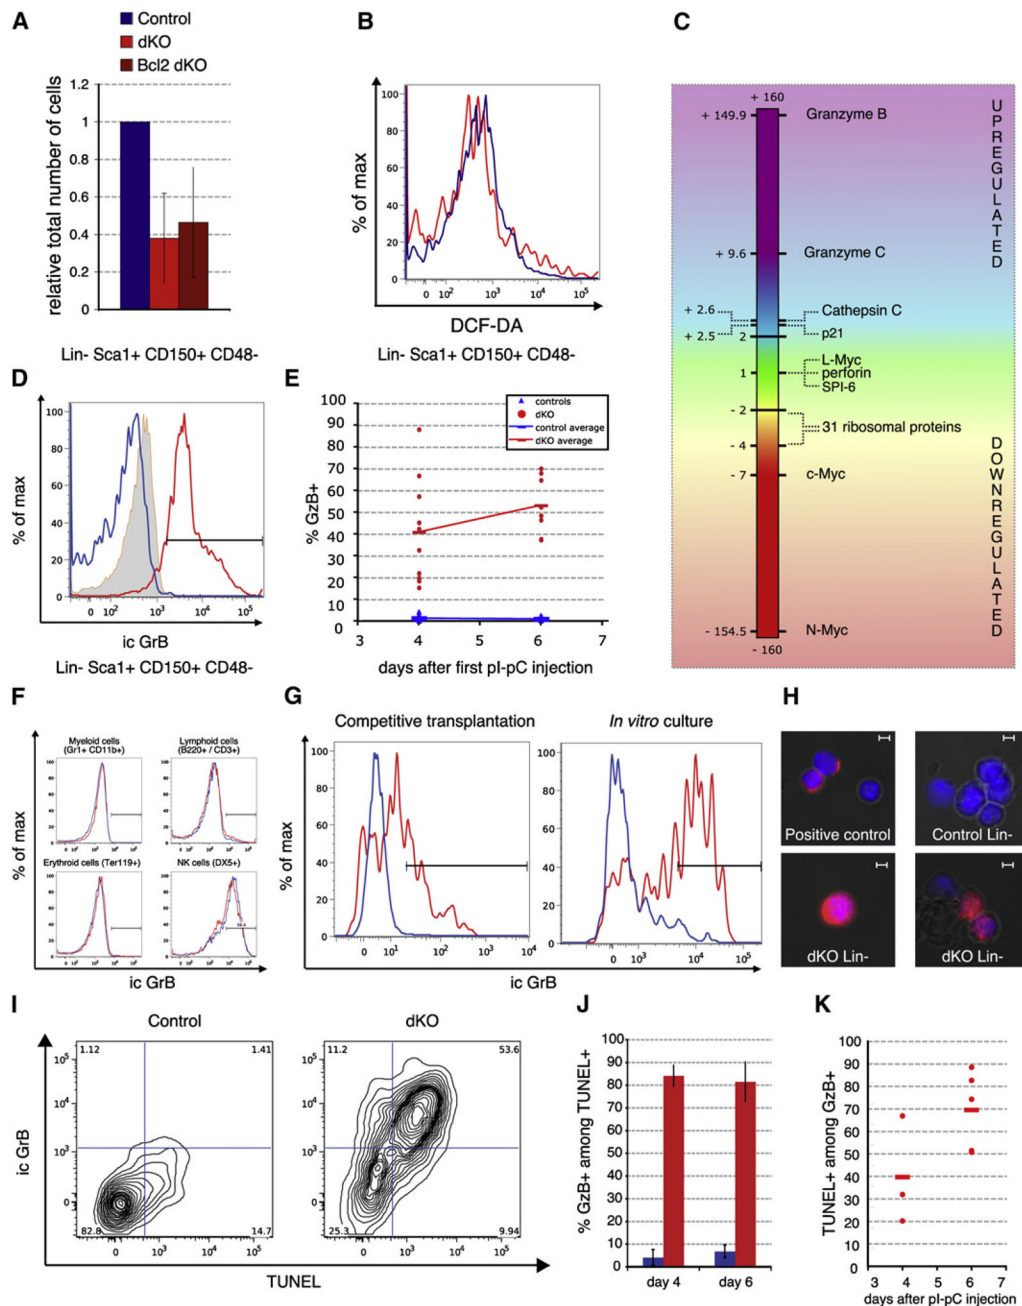 A
Control
dKO
Bcl2 dKO
relative total number of cells
1.2
1
0.8
0.6
0.4
0.2
0
Lin- Sca1+ CD150+ CD48-
B
% of max
100
80
60
40
20
0
0 10² 10³ 10⁴ 10⁵
DCF-DA
Lin- Sca1+ CD150+ CD48-
C
+ 160
+ 149.9 Granzyme B
+ 9.6 Granzyme C
+ 2.6 Cathepsin C
+ 2.5 p21
2
L-Myc
1 perforin
SPI-6
- 2
31 ribosomal proteins
- 4
- 7 c-Myc
- 154.5 N-Myc
- 160
UPREGULATED
DOWNREGULATED
D
% of max
100
80
60
40
20
0
0 10² 10³ 10⁴ 10⁵
ic GrB
Lin- Sca1+ CD150+ CD48-
E
% GzB+
100
90
80
70
60
50
40
30
20
10
0
controls
dKO
control average
dKO average
3 4 5 6 7
days after first pI-pC injection
F
% of max
Myeloid cells
(Gr1+ CD11b+)
Lymphoid cells
(B220+ / CD3+)
Erythroid cells (Ter119+)
NK cells (DX5+)
ic GrB
G
Competitive transplantation
In vitro culture
% of max
100
80
60
40
20
0
0 10¹ 10² 10³ 10⁴
100
80
60
40
20
0
0 10² 10³ 10⁴ 10⁵
ic GrB
H
Positive control
Control Lin-
dKO Lin-
dKO Lin-
I
Control
dKO
ic GrB
1.12 1.41
82.8 14.7
10⁵
10⁴
10³
0
0 10³ 10⁴ 10⁵
11.2 53.6
25.3 9.94
10⁵
10⁴
10³
0
0 10³ 10⁴ 10⁵
TUNEL
J
% GzB+ among TUNEL+
100
90
80
70
60
50
40
30
20
10
0
day 4 day 6
K
TUNEL+ among GzB+
100
90
80
70
60
50
40
30
20
10
0
3 4 5 6 7
days after pI-pC injection